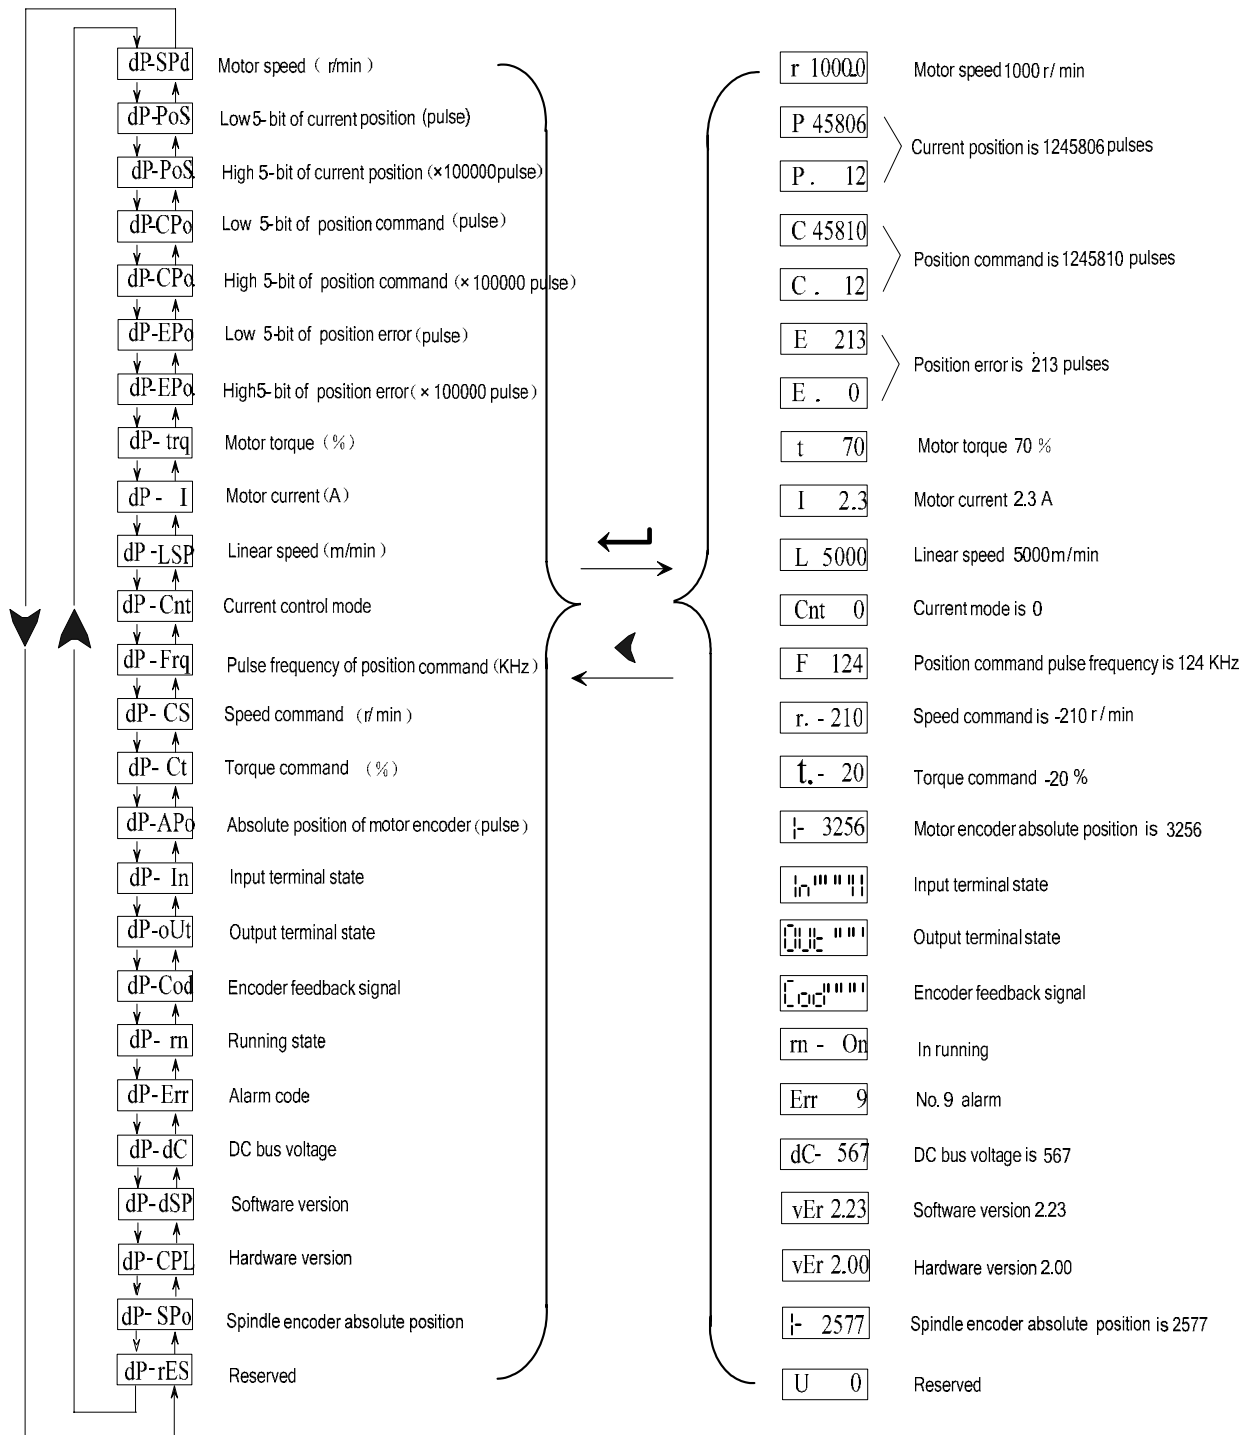 dP-SPd Motor speed ( r/min ) r 1000.0 Motor speed 1000 r/ min
dP-PoS Low 5-bit of current position (pulse) P 45806
Current position is 1245806 pulses
dP-PoS. High 5-bit of current position (×100000pulse) P. 12
dP-CPo Low 5-bit of position command (pulse) C 45810
Position command is 1245810 pulses
dP-CPo. High 5-bit of position command (×100000 pulse) C. 12
dP-EPo Low 5-bit of position error (pulse) E 213
Position error is 213 pulses
dP-EPo. High5-bit of position error (×100000 pulse) E. 0
dP- trq Motor torque (%) t 70 Motor torque 70 %
dP - I Motor current (A) I 2.3 Motor current 2.3 A
dP -LSP Linear speed (m/min) L 5000 Linear speed 5000m/min
dP - Cnt Current control mode Cnt 0 Current mode is 0
dP -Frq Pulse frequency of position command (KHz) F 124 Position command pulse frequency is 124 KHz
dP- CS Speed command (r/ min ) r. - 210 Speed command is -210 r / min
dP- Ct Torque command (%) t. - 20 Torque command -20 %
dP-APo Absolute position of motor encoder (pulse) |- 3256 Motor encoder absolute position is 3256
dP- In Input terminal state In Input terminal state
dP-oUt Output terminal state OUt Output terminal state
dP-Cod Encoder feedback signal Cod Encoder feedback signal
dP- rn Running state rn - On In running
dP-Err Alarm code Err 9 No. 9 alarm
dP-dC DC bus voltage dC- 567 DC bus voltage is 567
dP-dSP Software version vEr 2.23 Software version 2.23
dP-CPL Hardware version vEr 2.00 Hardware version 2.00
dP- SPo Spindle encoder absolute position |- 2577 Spindle encoder absolute position is 2577
dP-rES Reserved U 0 Reserved